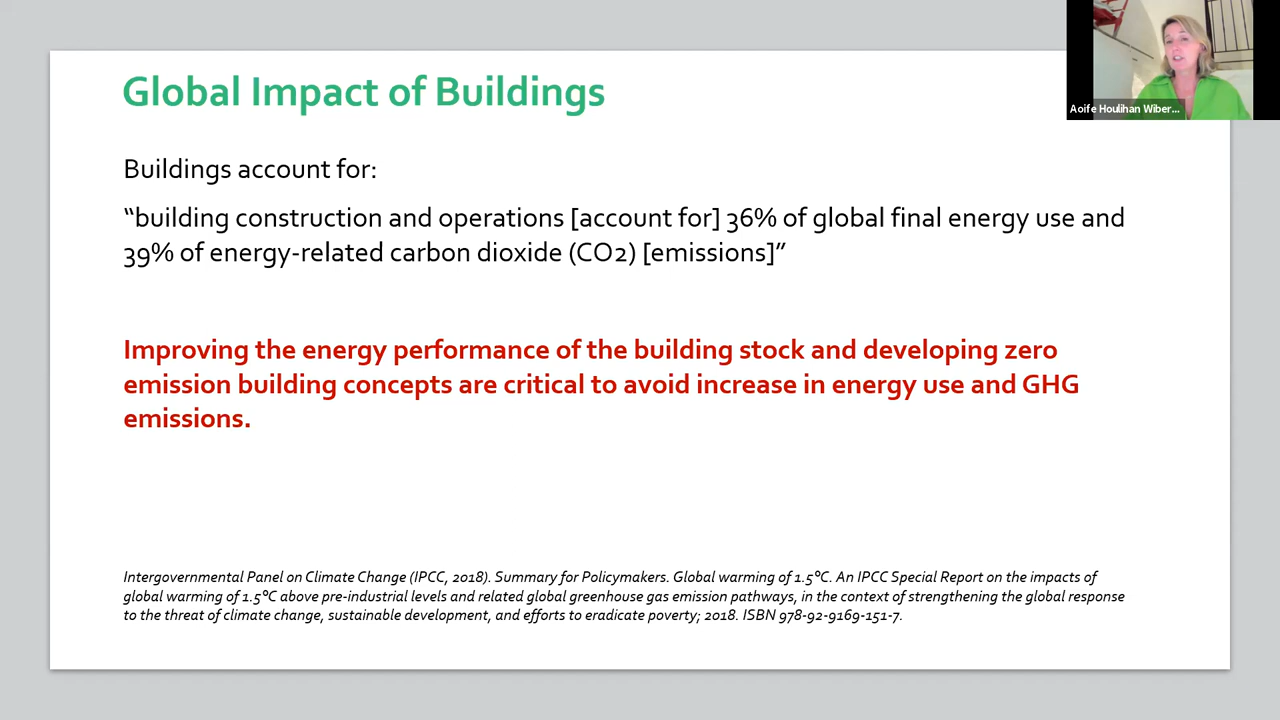 Global Impact of Buildings
Aoife Houlihan Wiber...
Buildings account for:
“building construction and operations [account for] 36% of global final energy use and
39% of energy-related carbon dioxide (CO2) [emissions]”
Improving the energy performance of the building stock and developing zero
emission building concepts are critical to avoid increase in energy use and GHG
emissions.
Intergovernmental Panel on Climate Change (IPCC, 2018). Summary for Policymakers. Global warming of 1.5°C. An IPCC Special Report on the impacts of
global warming of 1.5°C above pre-industrial levels and related global greenhouse gas emission pathways, in the context of strengthening the global response
to the threat of climate change, sustainable development, and efforts to eradicate poverty; 2018. ISBN 978-92-9169-151-7.